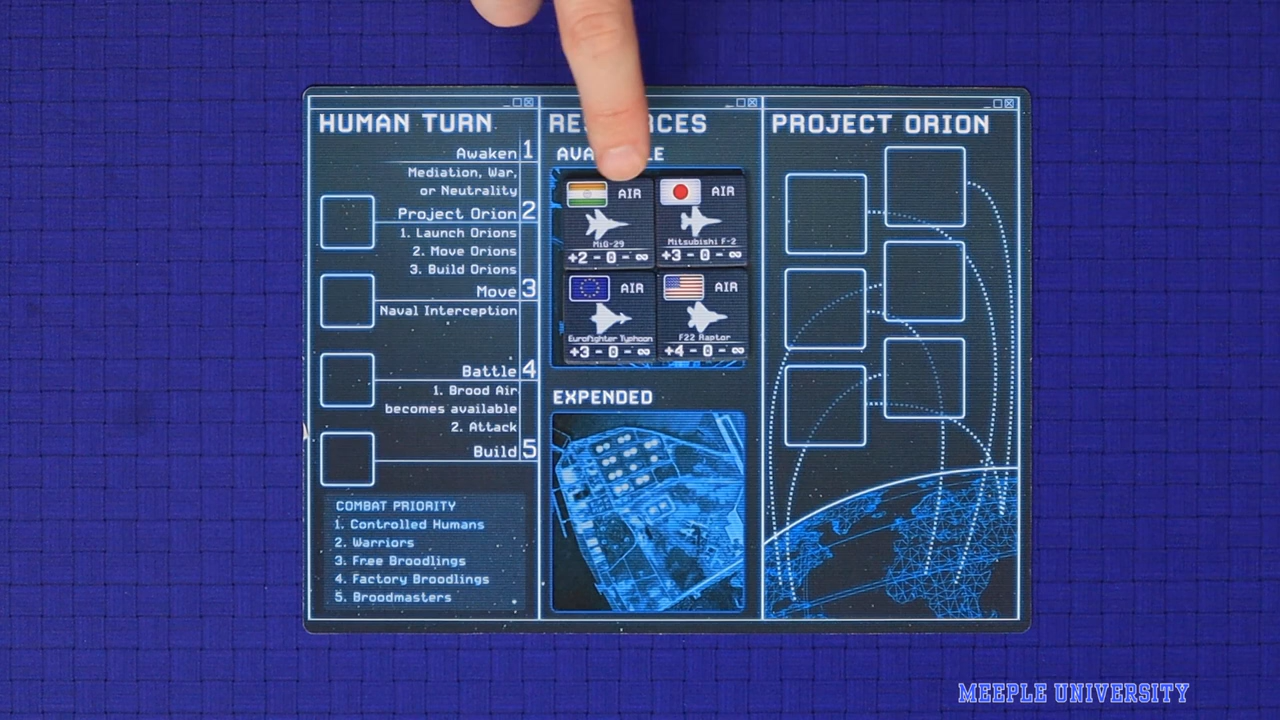 HUMAN TURN
Awaken 1
Mediation, War,
or Neutrality
Project Orion 2
1. Launch Orions
2. Move Orions
3. Build Orions
Move 3
Naval Interception
Battle 4
1. Brood Air
becomes available
2. Attack
Build 5
COMBAT PRIORITY
1. Controlled Humans
2. Warriors
3. Free Broodlings
4. Factory Broodlings
5. Broodmasters
AIR
MiG-29
+2 - 0 - ∞
AIR
Mitsubishi F-2
+3 - 0 - ∞
AIR
Eurofighter Typhoon
+3 - 0 - ∞
AIR
F22 Raptor
+4 - 0 - ∞
EXPENDED
PROJECT ORION
MEEPLE UNIVERSITY